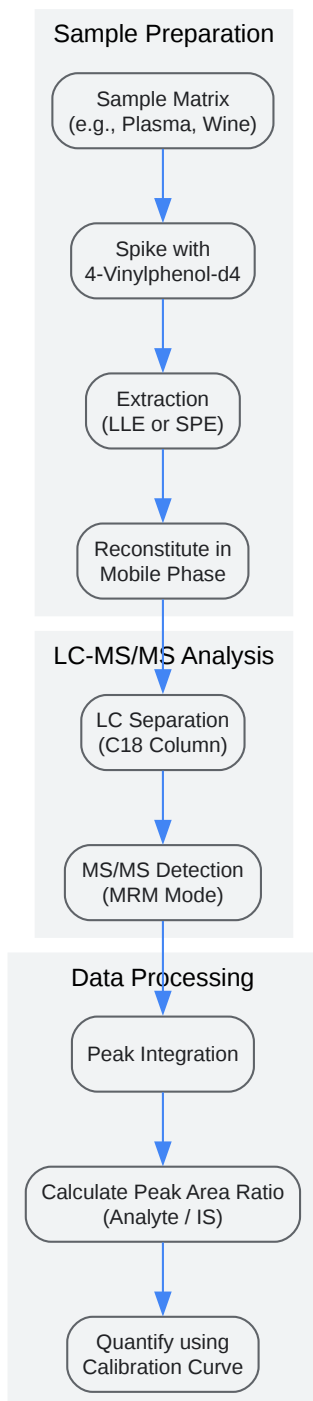 Sample Preparation
Sample Matrix
(e.g., Plasma, Wine)
Spike with
4-Vinylphenol-d4
Extraction
(LLE or SPE)
Reconstitute in
Mobile Phase
LC-MS/MS Analysis
LC Separation
(C18 Column)
MS/MS Detection
(MRM Mode)
Data Processing
Peak Integration
Calculate Peak Area Ratio
(Analyte / IS)
Quantify using
Calibration Curve